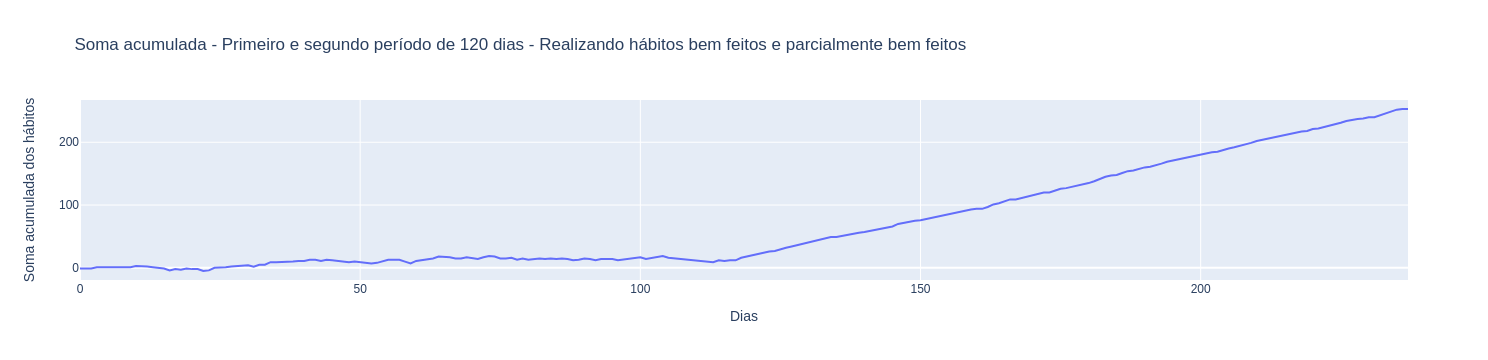 Soma acumulada - Primeiro e segundo período de 120 dias - Realizando hábitos bem feitos e parcialmente bem feitos
Soma acumulada dos hábitos
200
100
0
0
50
100
150
200
Dias